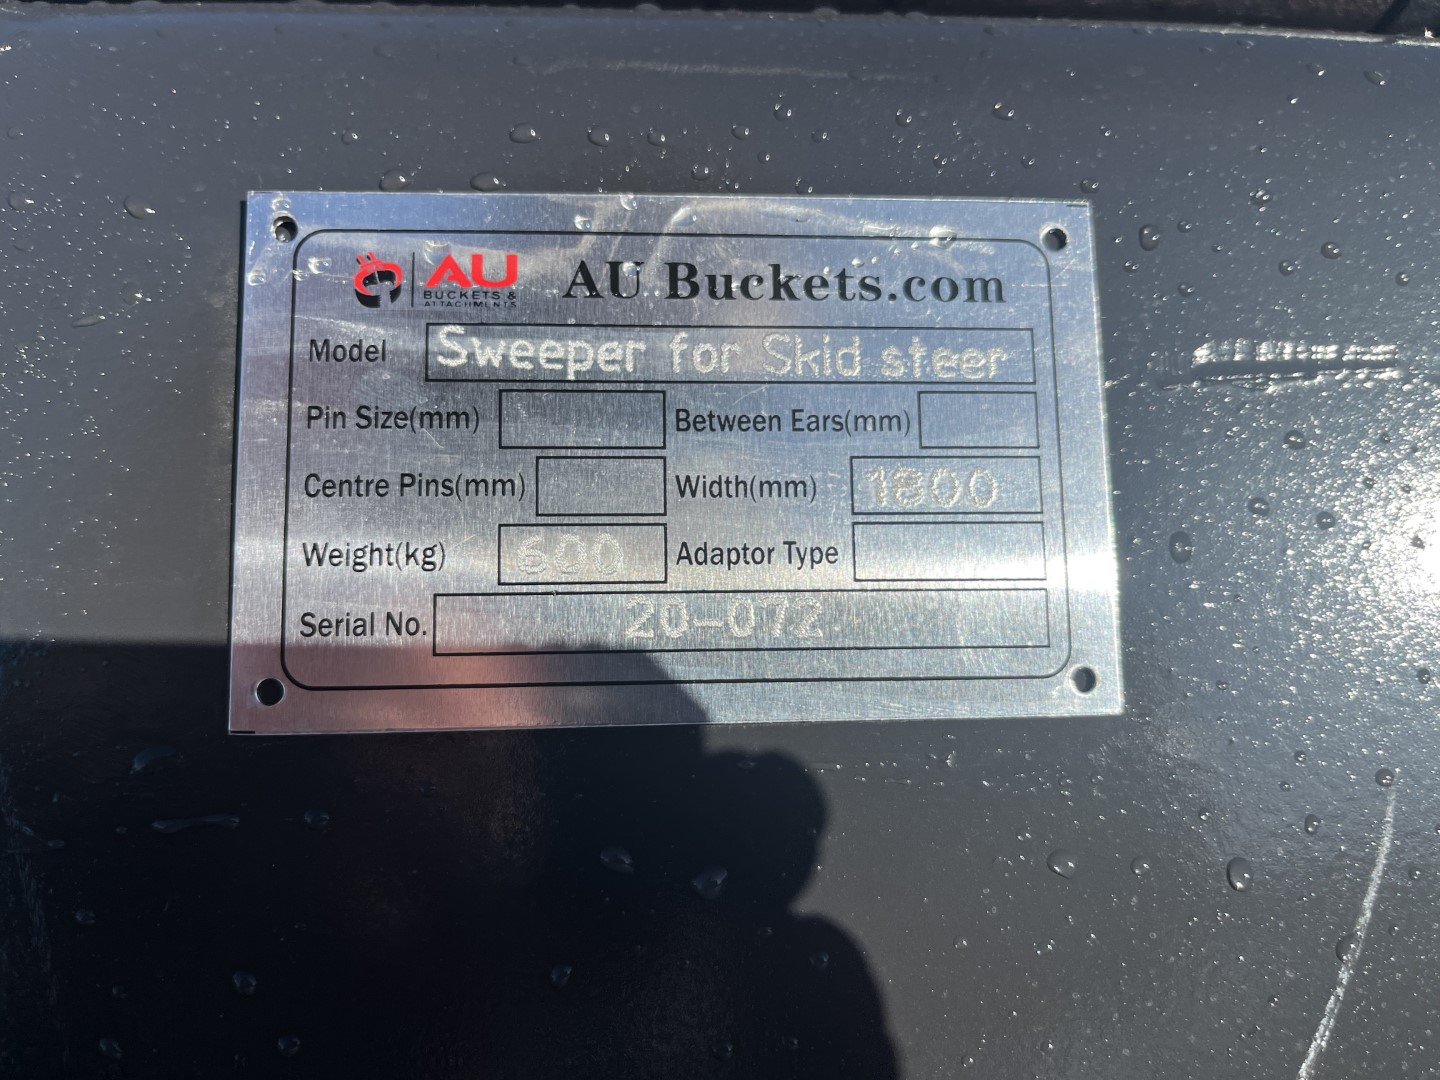 AU
BUCKETS &
ATTACHMENTS
AU Buckets.com
Model Sweeper for Skid steer
Pin Size(mm) Between Ears(mm)
Centre Pins(mm) Width(mm) 1800
Weight(kg) 600 Adaptor Type
Serial No. 20-072